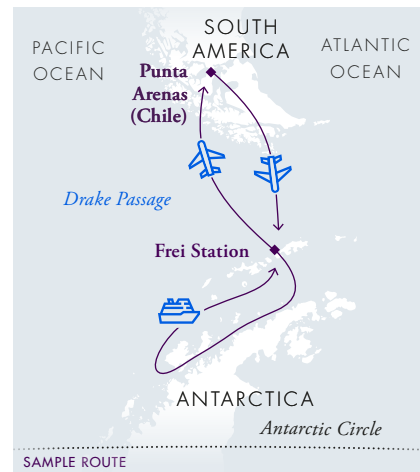 SOUTH
AMERICA
PACIFIC
OCEAN
ATLANTIC
OCEAN
Punta
Arenas
(Chile)
Drake Passage
Frei Station
ANTARCTICA
Antarctic Circle
SAMPLE ROUTE